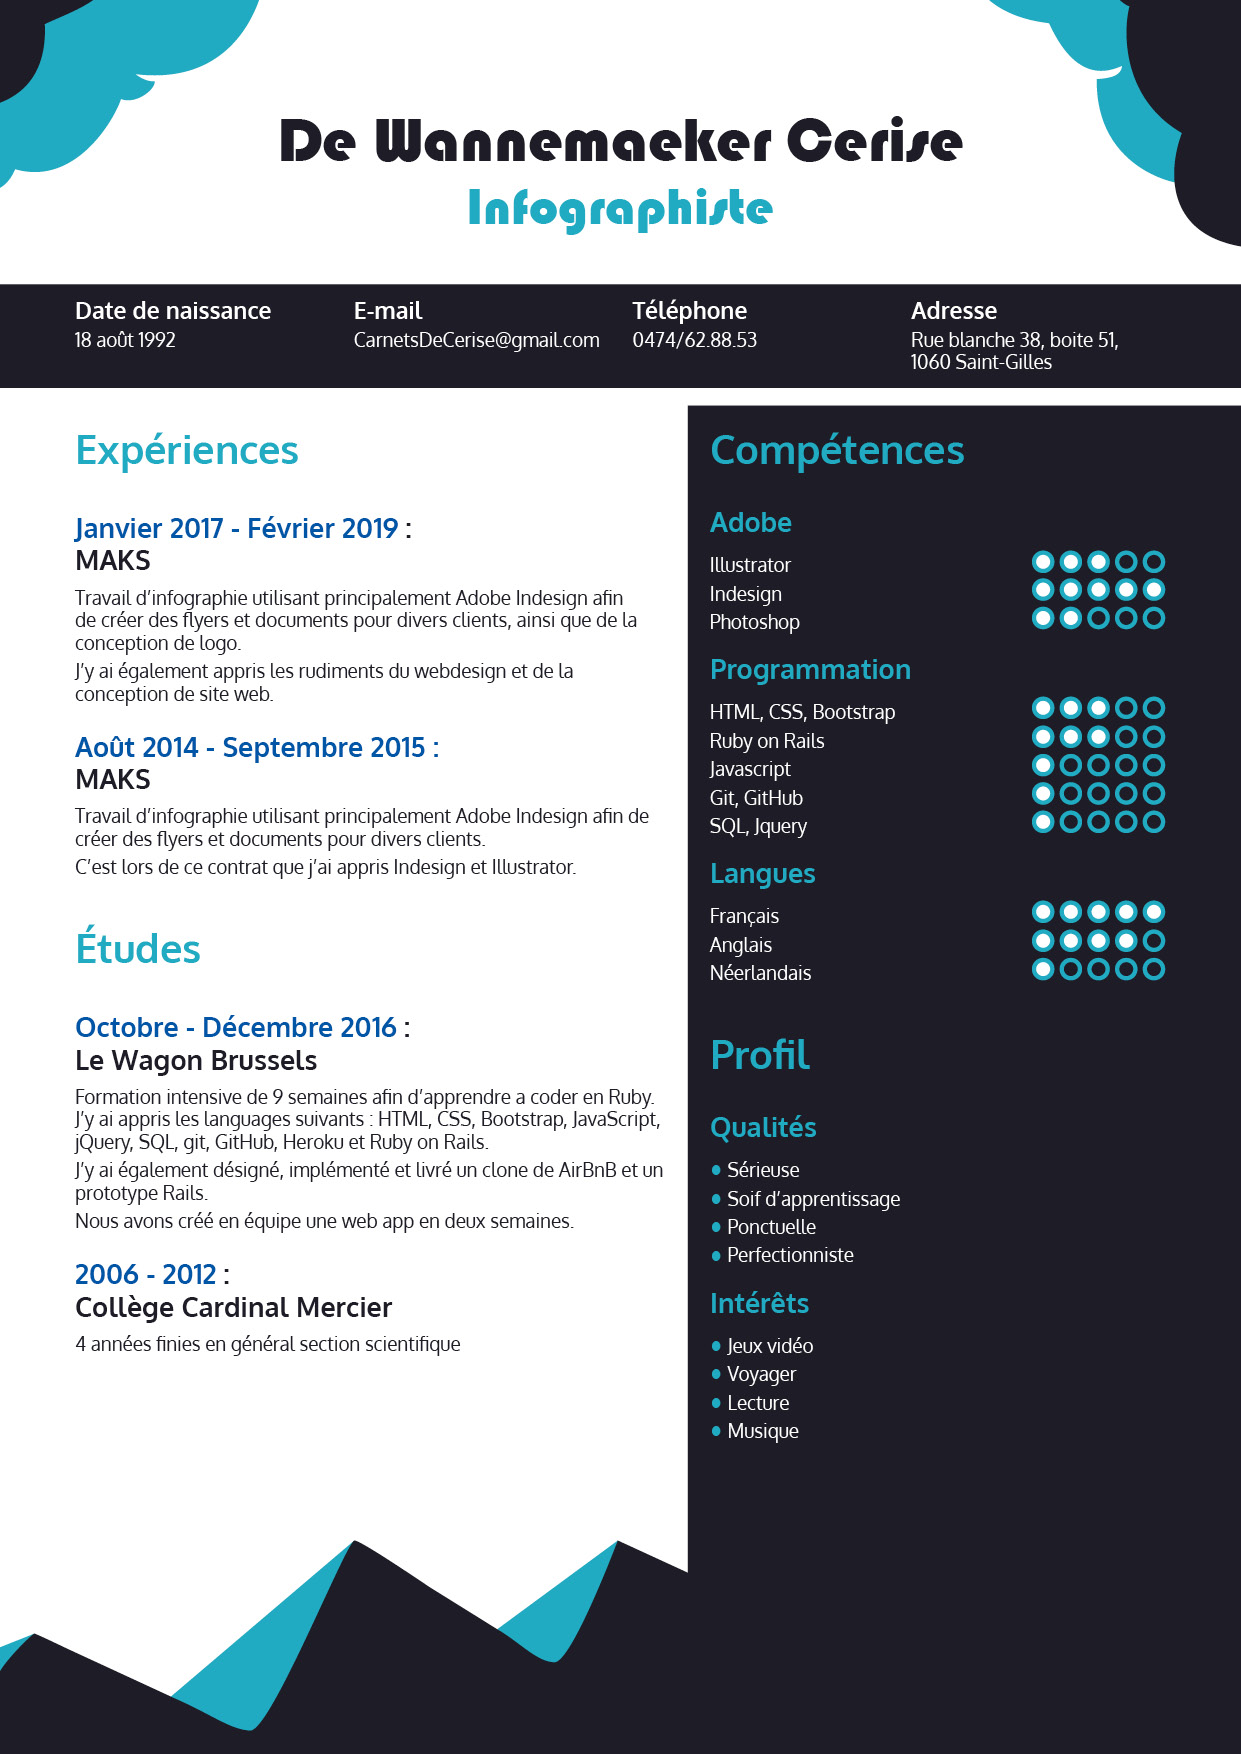 De Wannemaeker Cerise
Infographiste
Date de naissance
18 août 1992
E-mail
CarnetsDeCerise@gmail.com
Téléphone
0474/62.88.53
Adresse
Rue blanche 38, boite 51,
1060 Saint-Gilles
Expériences
Janvier 2017 - Février 2019 :
MAKS
Travail d’infographie utilisant principalement Adobe Indesign afin
de créer des flyers et documents pour divers clients, ainsi que de la
conception de logo.
J’y ai également appris les rudiments du webdesign et de la
conception de site web.
Août 2014 - Septembre 2015 :
MAKS
Travail d’infographie utilisant principalement Adobe Indesign afin de
créer des flyers et documents pour divers clients.
C’est lors de ce contrat que j’ai appris Indesign et Illustrator.
Études
Octobre - Décembre 2016 :
Le Wagon Brussels
Formation intensive de 9 semaines afin d’apprendre a coder en Ruby.
J’y ai appris les languages suivants : HTML, CSS, Bootstrap, JavaScript,
jQuery, SQL, git, GitHub, Heroku et Ruby on Rails.
J’y ai également désigné, implémenté et livré un clone de AirBnB et un
prototype Rails.
Nous avons créé en équipe une web app en deux semaines.
2006 - 2012 :
Collège Cardinal Mercier
4 années finies en général section scientifique
Compétences
Adobe
Illustrator
Indesign
Photoshop
Programmation
HTML, CSS, Bootstrap
Ruby on Rails
Javascript
Git, GitHub
SQL, Jquery
Langues
Français
Anglais
Néerlandais
Profil
Qualités
• Sérieuse
• Soif d’apprentissage
• Ponctuelle
• Perfectionniste
Intérêts
• Jeux vidéo
• Voyager
• Lecture
• Musique